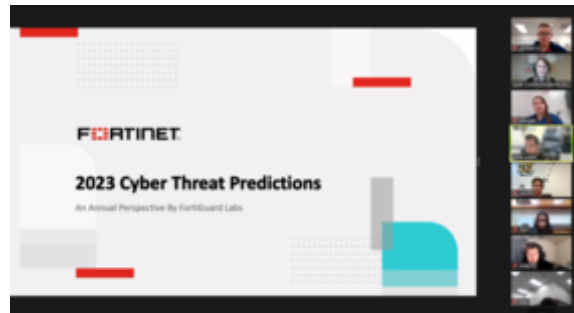 FORTINET
2023 Cyber Threat Predictions
An Annual Perspective By FortiGuard Labs